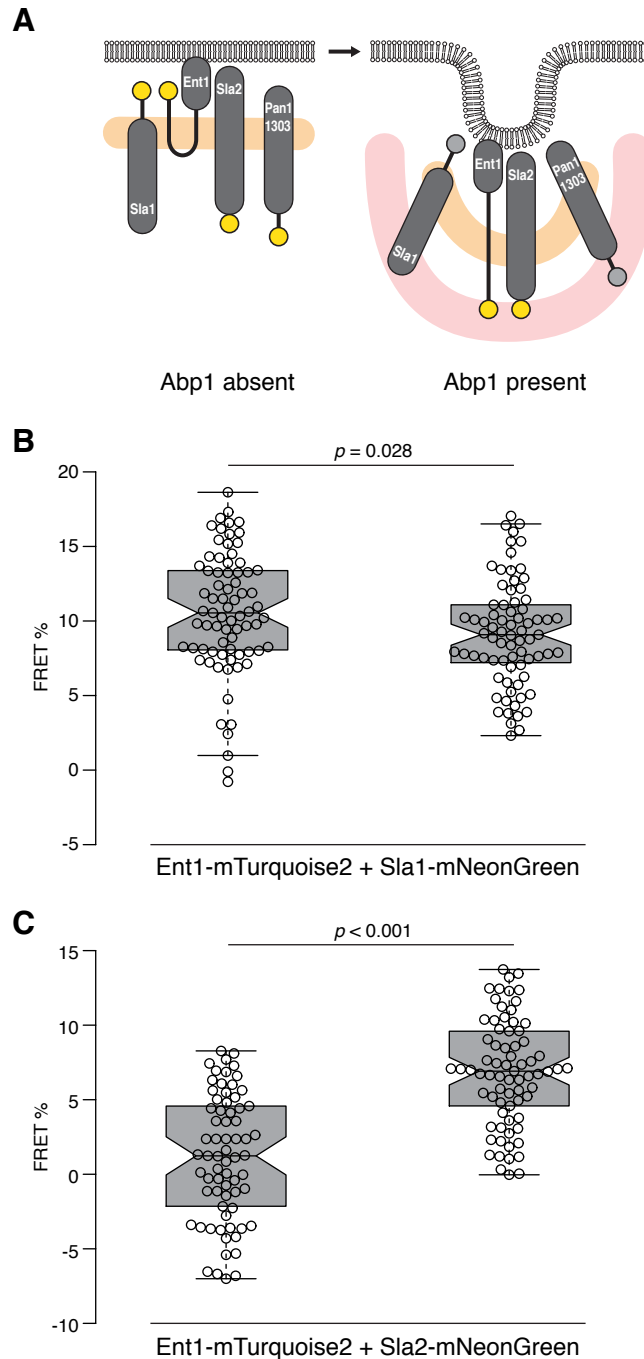 A
Ent1
Sla2
Pan1
1303
Sla1
Ent1
Sla2
Pan1
1303
Sla1
Abp1 absent
Abp1 present
B
p = 0.028
20
15
10
5
0
-5
FRET %
Ent1-mTurquoise2 + Sla1-mNeonGreen
C
p < 0.001
15
10
5
0
-5
-10
FRET %
Ent1-mTurquoise2 + Sla2-mNeonGreen